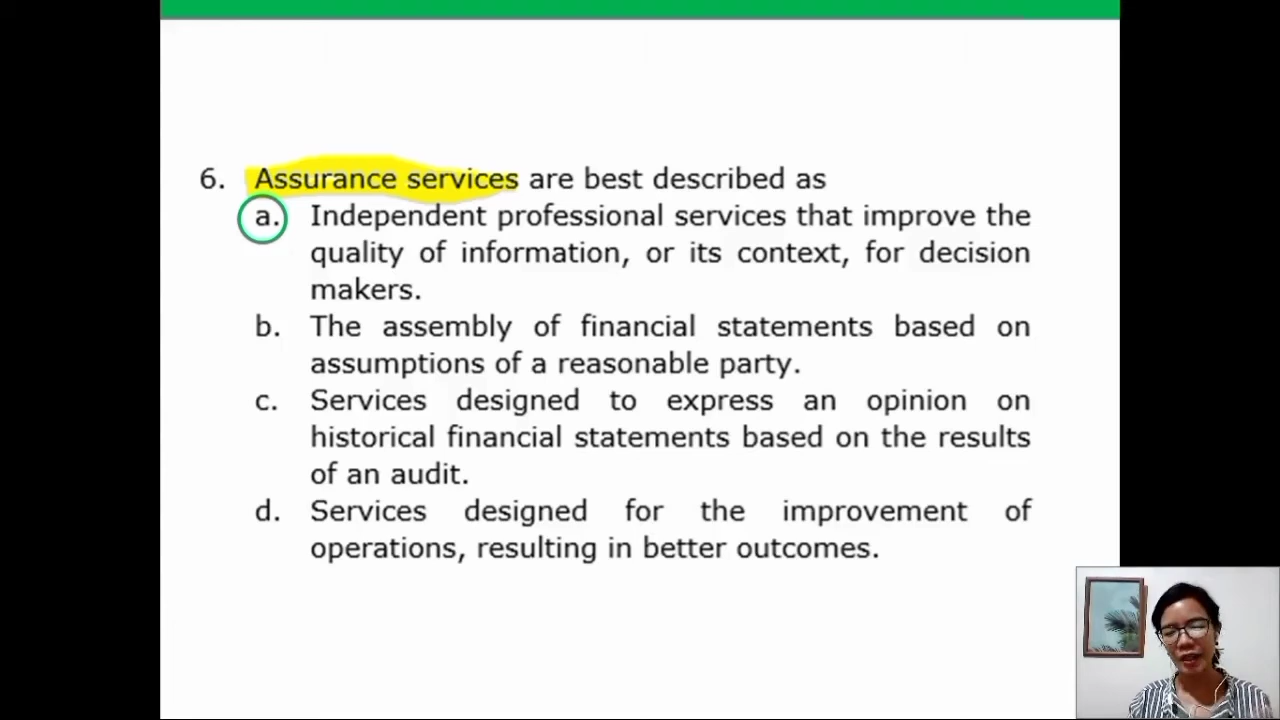 6. Assurance services are best described as
a. Independent professional services that improve the
quality of information, or its context, for decision
makers.
b. The assembly of financial statements based on
assumptions of a reasonable party.
c. Services designed to express an opinion on
historical financial statements based on the results
of an audit.
d. Services designed for the improvement of
operations, resulting in better outcomes.